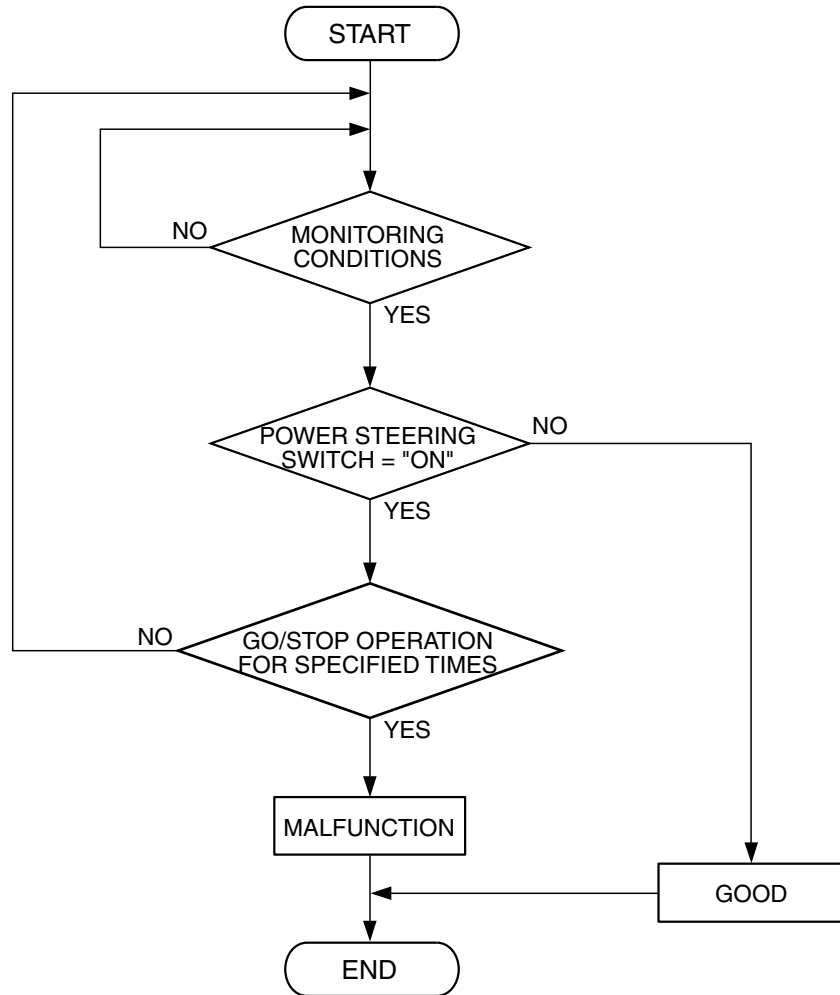 START
NO
MONITORING
CONDITIONS
YES
POWER STEERING
SWITCH = "ON"
NO
YES
NO
GO/STOP OPERATION
FOR SPECIFIED TIMES
YES
MALFUNCTION
GOOD
END